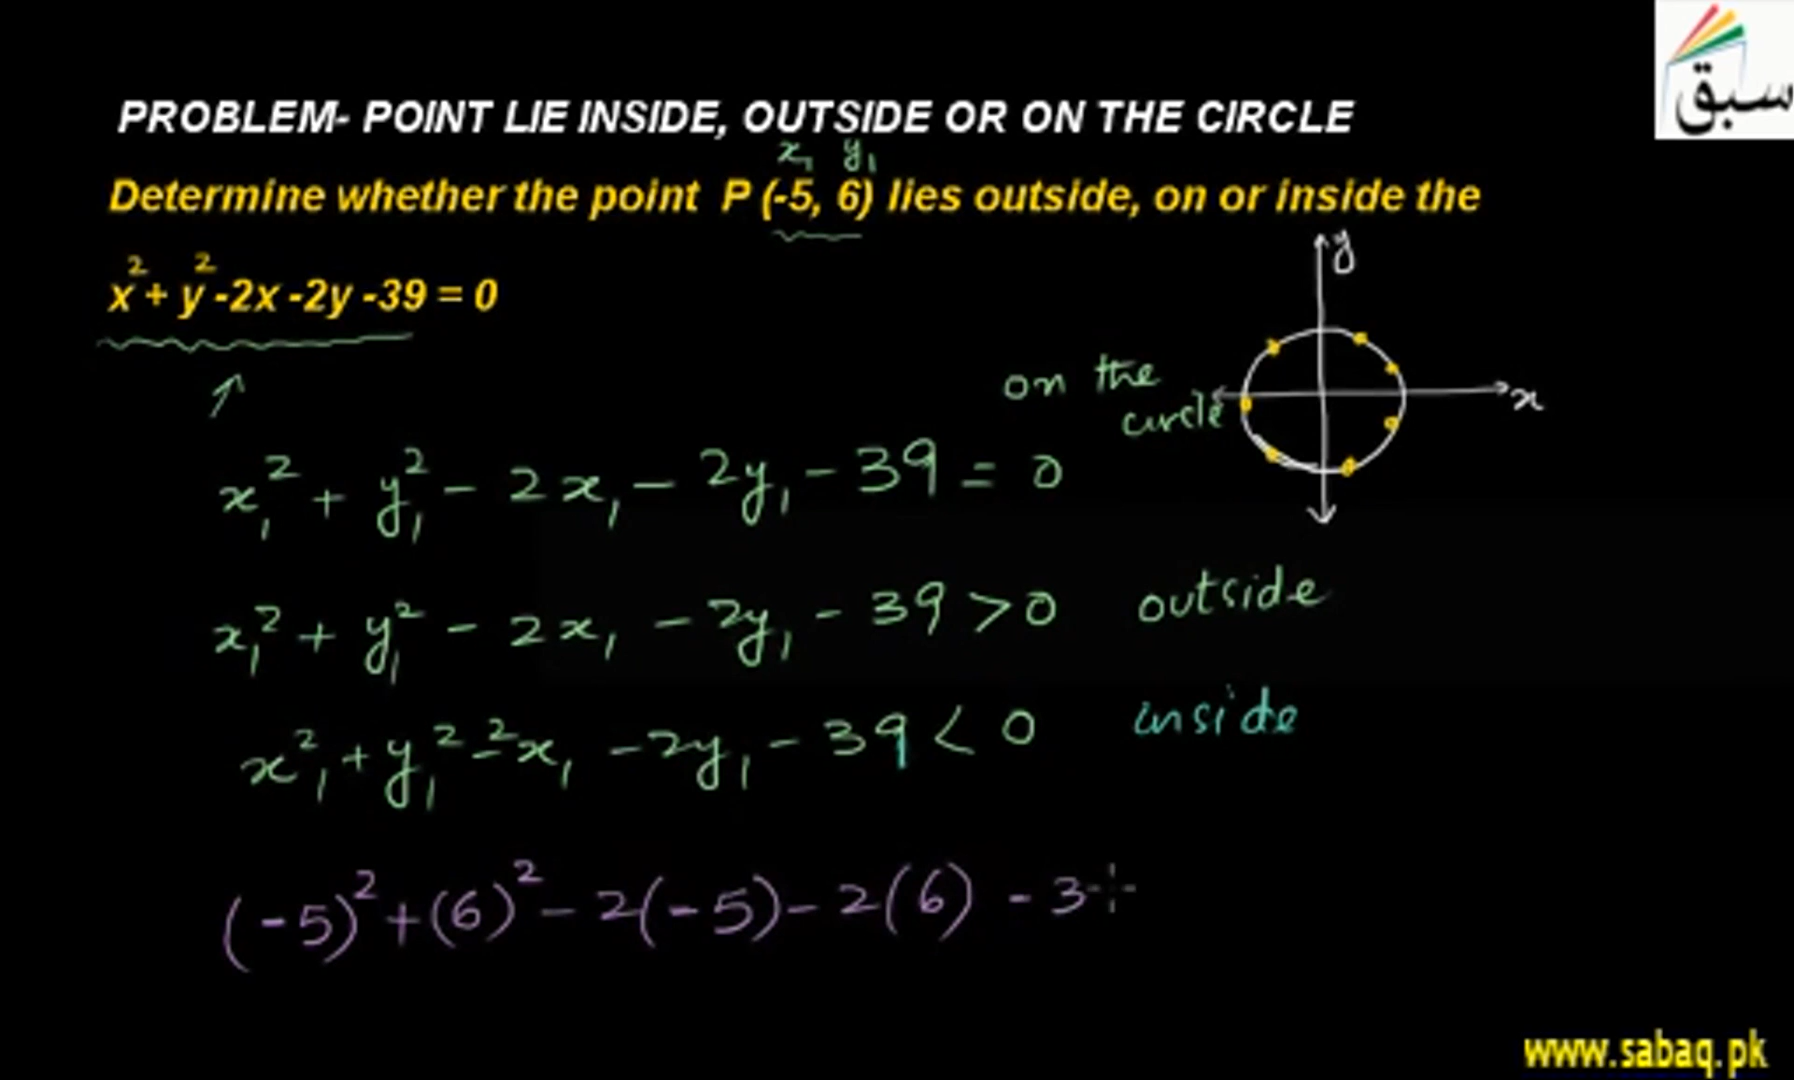 سبق
PROBLEM- POINT LIE INSIDE, OUTSIDE OR ON THE CIRCLE
x₁ y₁
Determine whether the point P (-5, 6) lies outside, on or inside the
x² + y² -2x -2y -39 = 0
y
x
on the
circle
x₁² + y₁² - 2x₁ - 2y₁ - 39 = 0
x₁² + y₁² - 2x₁ - 2y₁ - 39 > 0 outside
x₁² + y₁² - 2x₁ - 2y₁ - 39 < 0 inside
(-5)² + (6)² - 2(-5) - 2(6) - 3
www.sabaq.pk